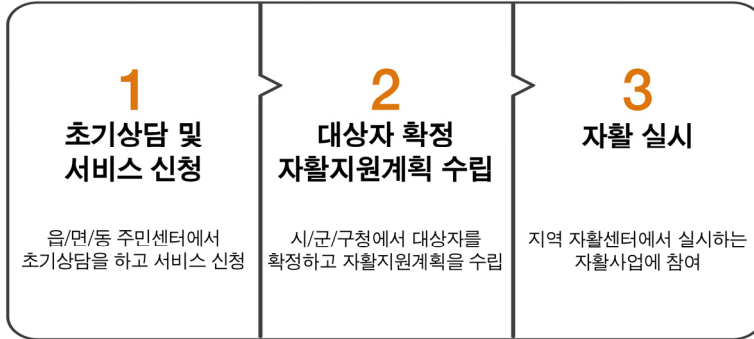 1
초기상담 및
서비스 신청
읍/면/동 주민센터에서
초기상담을 하고 서비스 신청
2
대상자 확정
자활지원계획 수립
시/군/구청에서 대상자를
확정하고 자활지원계획을 수립
3
자활 실시
지역 자활센터에서 실시하는
자활사업에 참여